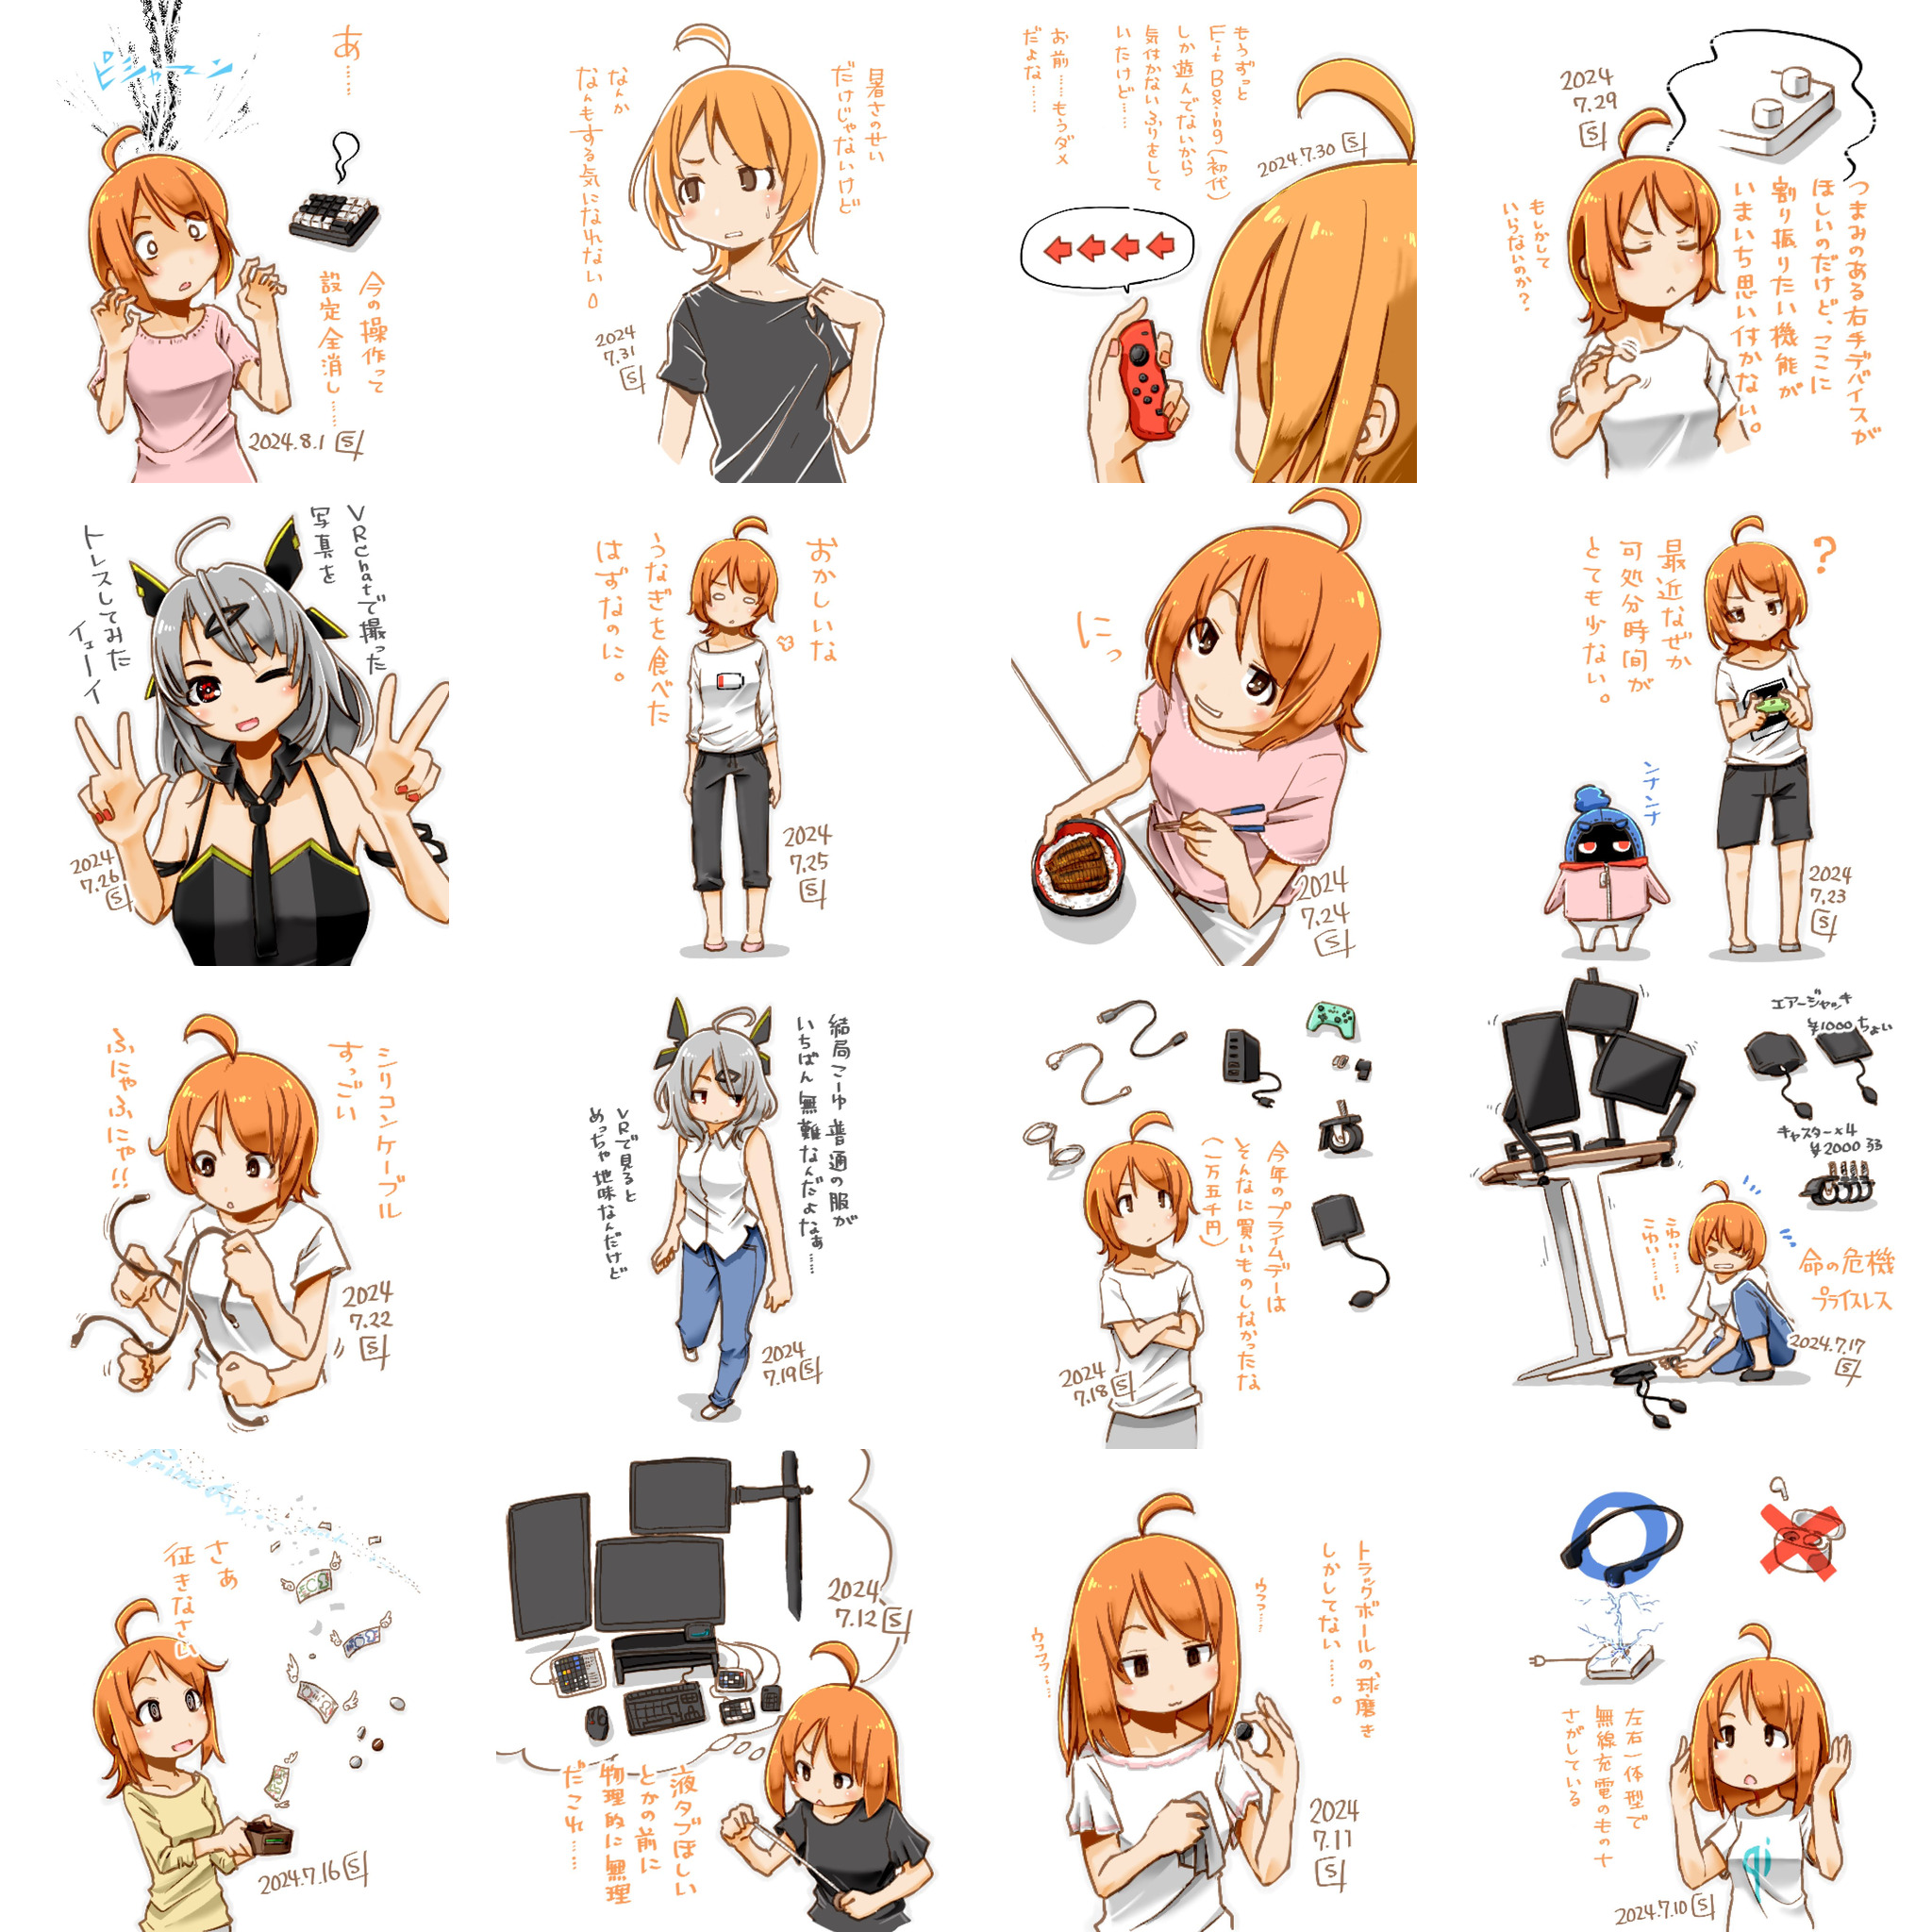 あ……
ピシャーン
今の操作って
設定全消し……
2024.8.1
暑さのせい
だけじゃないけど
なんか
なんもする気になれない。
2024
7.31
もうずっと
Fit Boxing(初代)
しか遊んでないから
気付かないふりをして
いたけど……
お前……もうダメ
だよな……
2024.7.30
2024
7.29
つまみのある右手デバイスが
ほしいのだけど、ここに
割り振りたい機能が
いまいち思い付かない。
もしかして
いらないのか?
VRChatで撮った
写真を
トレスしてみた
イェーイ
2024
7.26
おかしいな
うなぎを食べた
はずなのに。
2024
7.25
にっ
2024
7.24
?
最近なぜか
可処分時間が
とても少ない。
ンナンナ
2024
7.23
シリコンケーブル
すっごい
ふにゃふにゃ!!
2024
7.22
結局こーゆ普通の服が
いちばん無難なんだよなぁ……
VRで見ると
めっちゃ地味なんだけど
2024
7.19
今年のプライムデーは
そんなに買いものしなかったな
(一万五千円)
2024
7.18
エアージャッキ
¥1000ちょい
キャスター×4
¥2000弱
こわい……
こわい……!!
命の危機
プライスレス
2024.7.17
Prime day
さあ
征きなさい
2024.7.16
2024
7.12
液タブほしい
とかの前に
物理的に無理
だこれ……
トラックボールの球磨き
しかしてない……。
ウフフ……
ウフフフ……
2024
7.11
左右一体型で
無線充電のものナ
さがしている
qi
2024.7.10